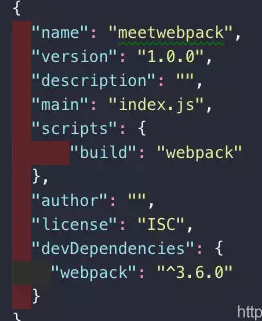 {
"name": "meetwebpack",
"version": "1.0.0",
"description": "",
"main": "index.js",
"scripts": {
"build": "webpack"
},
"author": "",
"license": "ISC",
"devDependencies": {
"webpack": "^3.6.0"
}
}
http